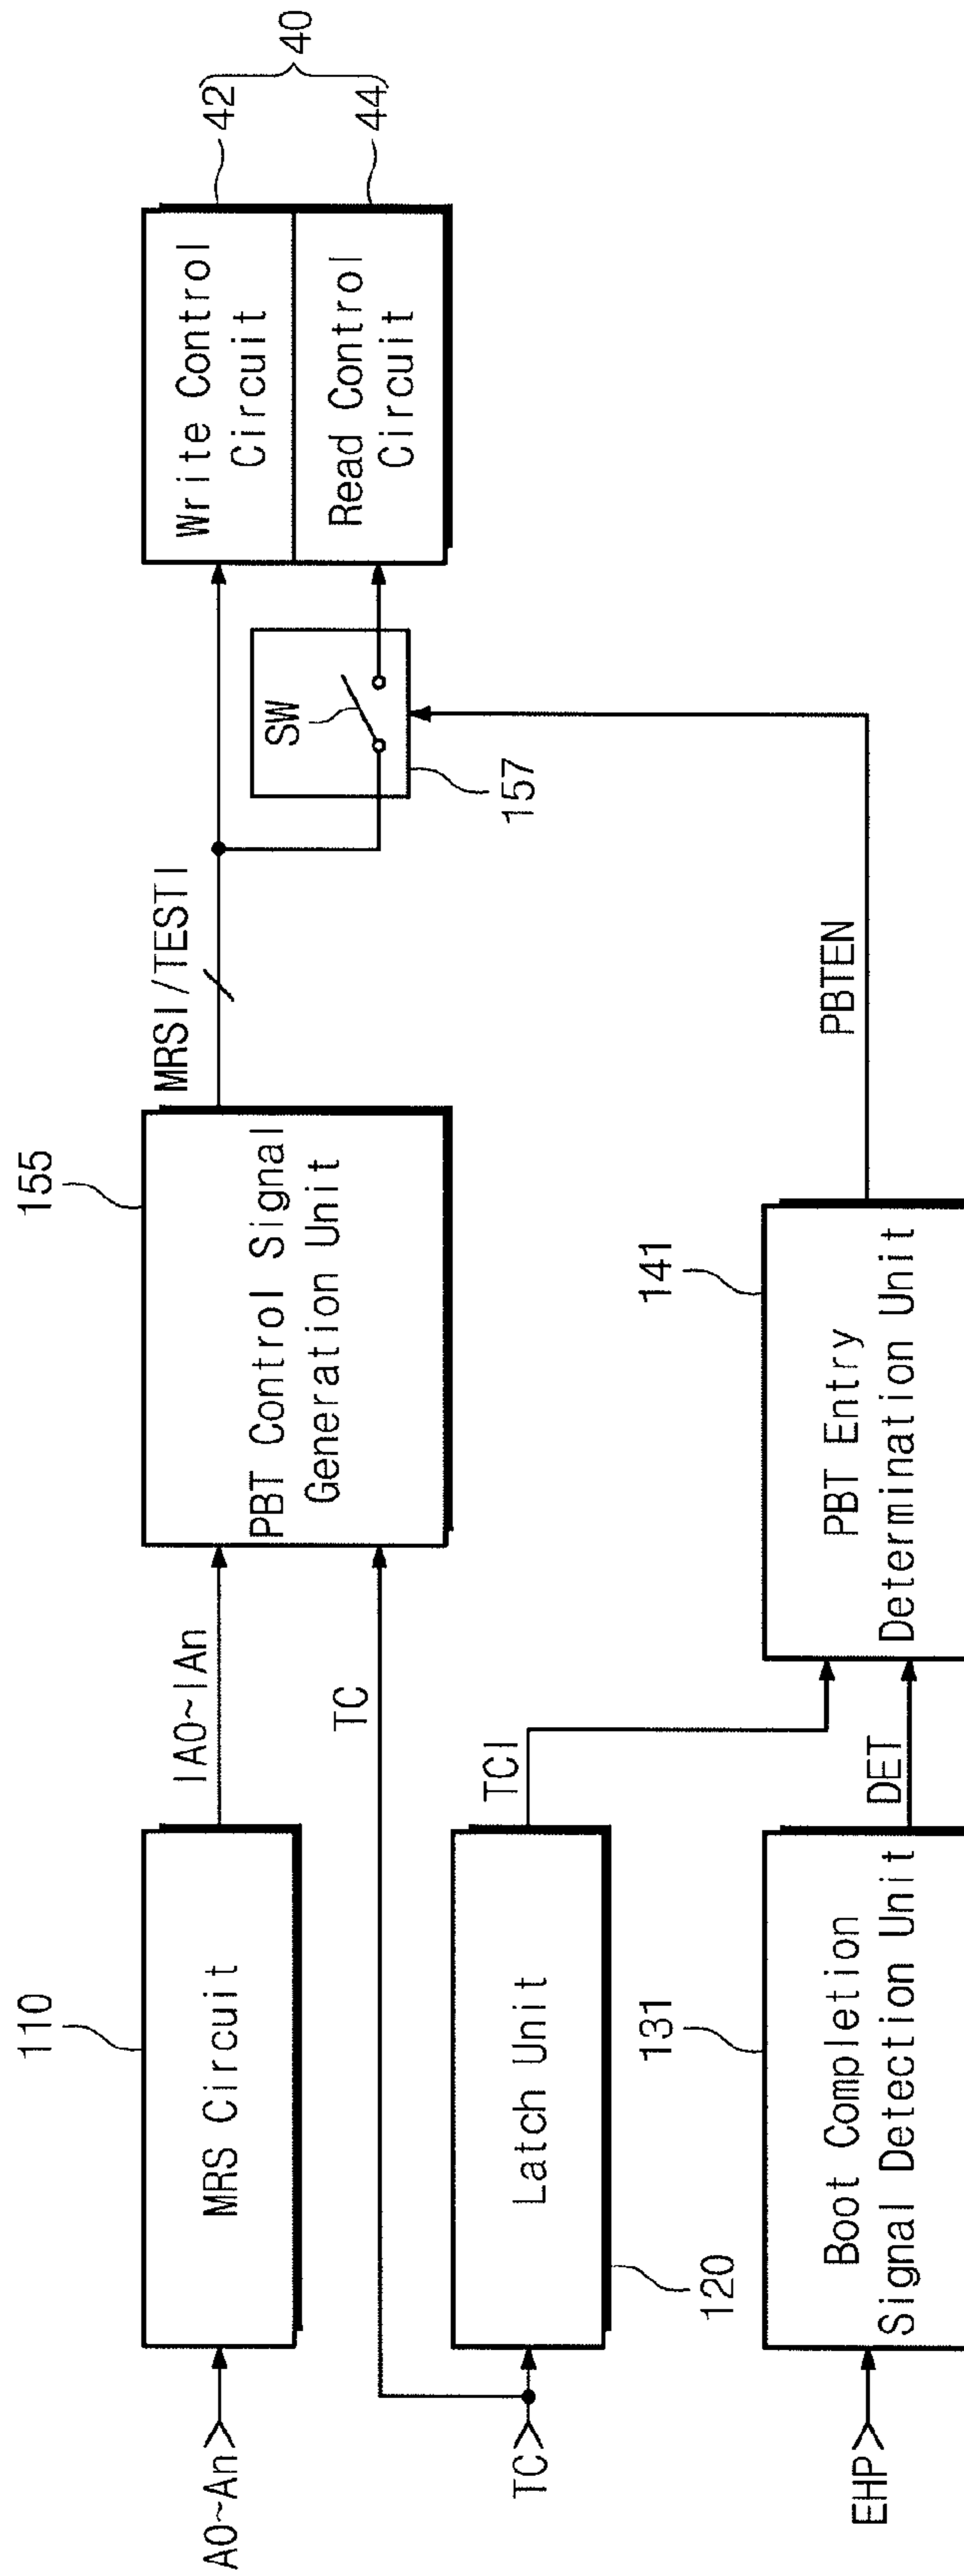 110
MRS Circuit
A0~An
IA0~IAn
155
PBT Control Signal
Generation Unit
MRSI/TESTI
Write Control
Circuit
42
40
Read Control
Circuit
44
SW
157
TC
TC
Latch Unit
120
TCI
131
Boot Completion
Signal Detection Unit
EHP
DET
141
PBT Entry
Determination Unit
PBTEN